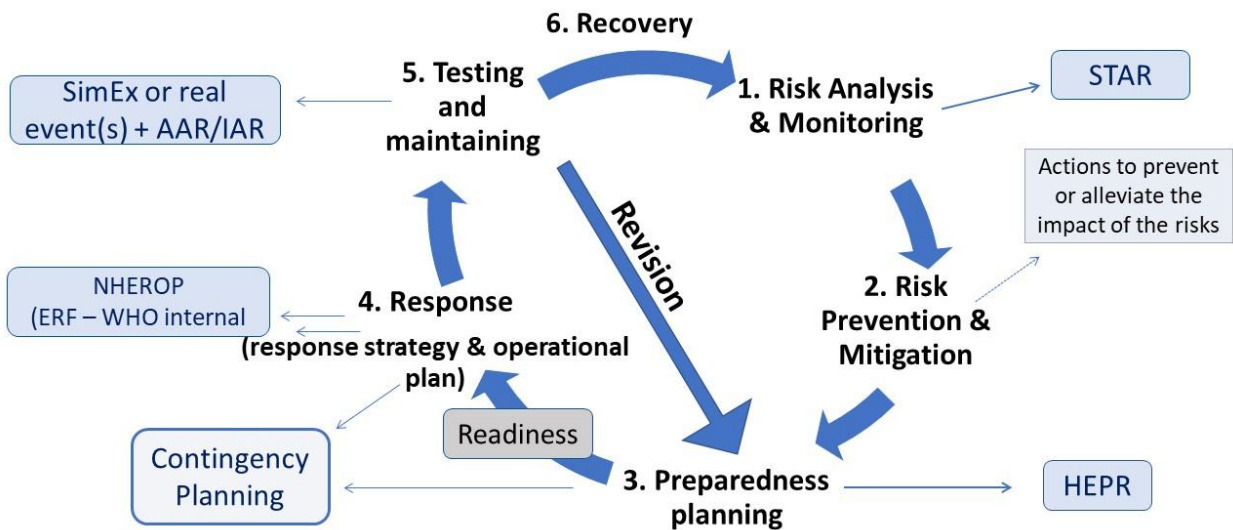 6. Recovery
5. Testing
and
maintaining
SimEx or real
event(s) + AAR/IAR
1. Risk Analysis
& Monitoring
STAR
Actions to prevent
or alleviate the
impact of the risks
Revision
2. Risk
Prevention &
Mitigation
NHEROP
(ERF – WHO internal
4. Response
(response strategy & operational
plan)
Readiness
Contingency
Planning
3. Preparedness
planning
HEPR